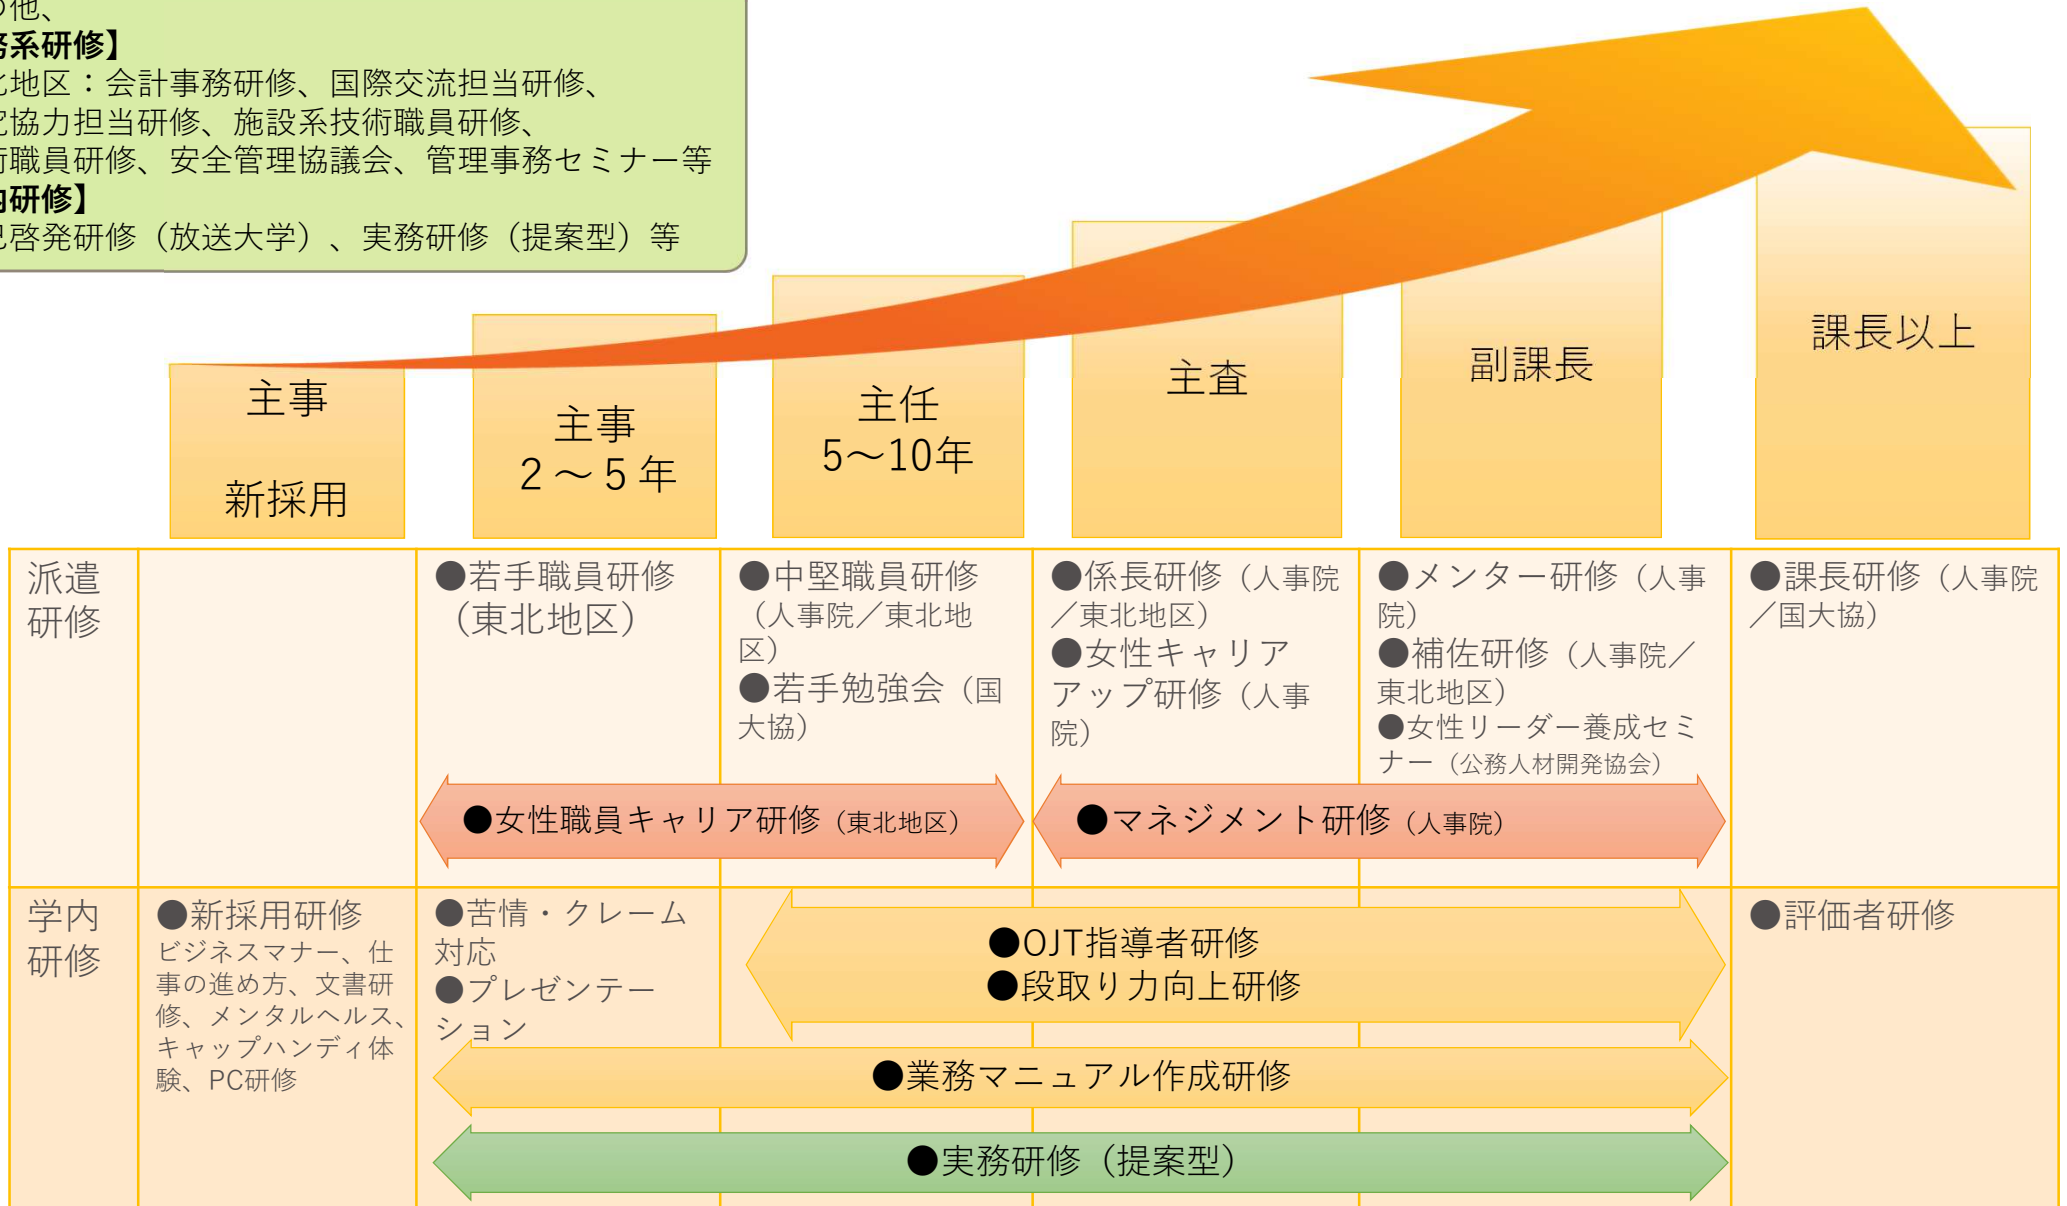 の他、
務系研修】
北地区：会計事務研修、国際交流担当研修、
究協力担当研修、施設系技術職員研修、
術職員研修、安全管理協議会、管理事務セミナー等
内研修】
己啓発研修（放送大学）、実務研修（提案型）等
主事
新採用
主事
２～５年
主任
5～10年
主査
副課長
課長以上
派遣
研修
●若手職員研修
（東北地区）
●中堅職員研修
（人事院／東北地
区）
●若手勉強会（国
大協）
●係長研修（人事院
／東北地区）
●女性キャリア
アップ研修（人事
院）
●メンター研修（人事
院）
●補佐研修（人事院／
東北地区）
●女性リーダー養成セミ
ナー（公務人材開発協会）
●課長研修（人事院
／国大協）
●女性職員キャリア研修（東北地区）
●マネジメント研修（人事院）
学内
研修
●新採用研修
ビジネスマナー、仕
事の進め方、文書研
修、メンタルヘルス、
キャップハンディ体
験、PC研修
●苦情・クレーム
対応
●プレゼンテー
ション
●OJT指導者研修
●段取り力向上研修
●評価者研修
●業務マニュアル作成研修
●実務研修（提案型）